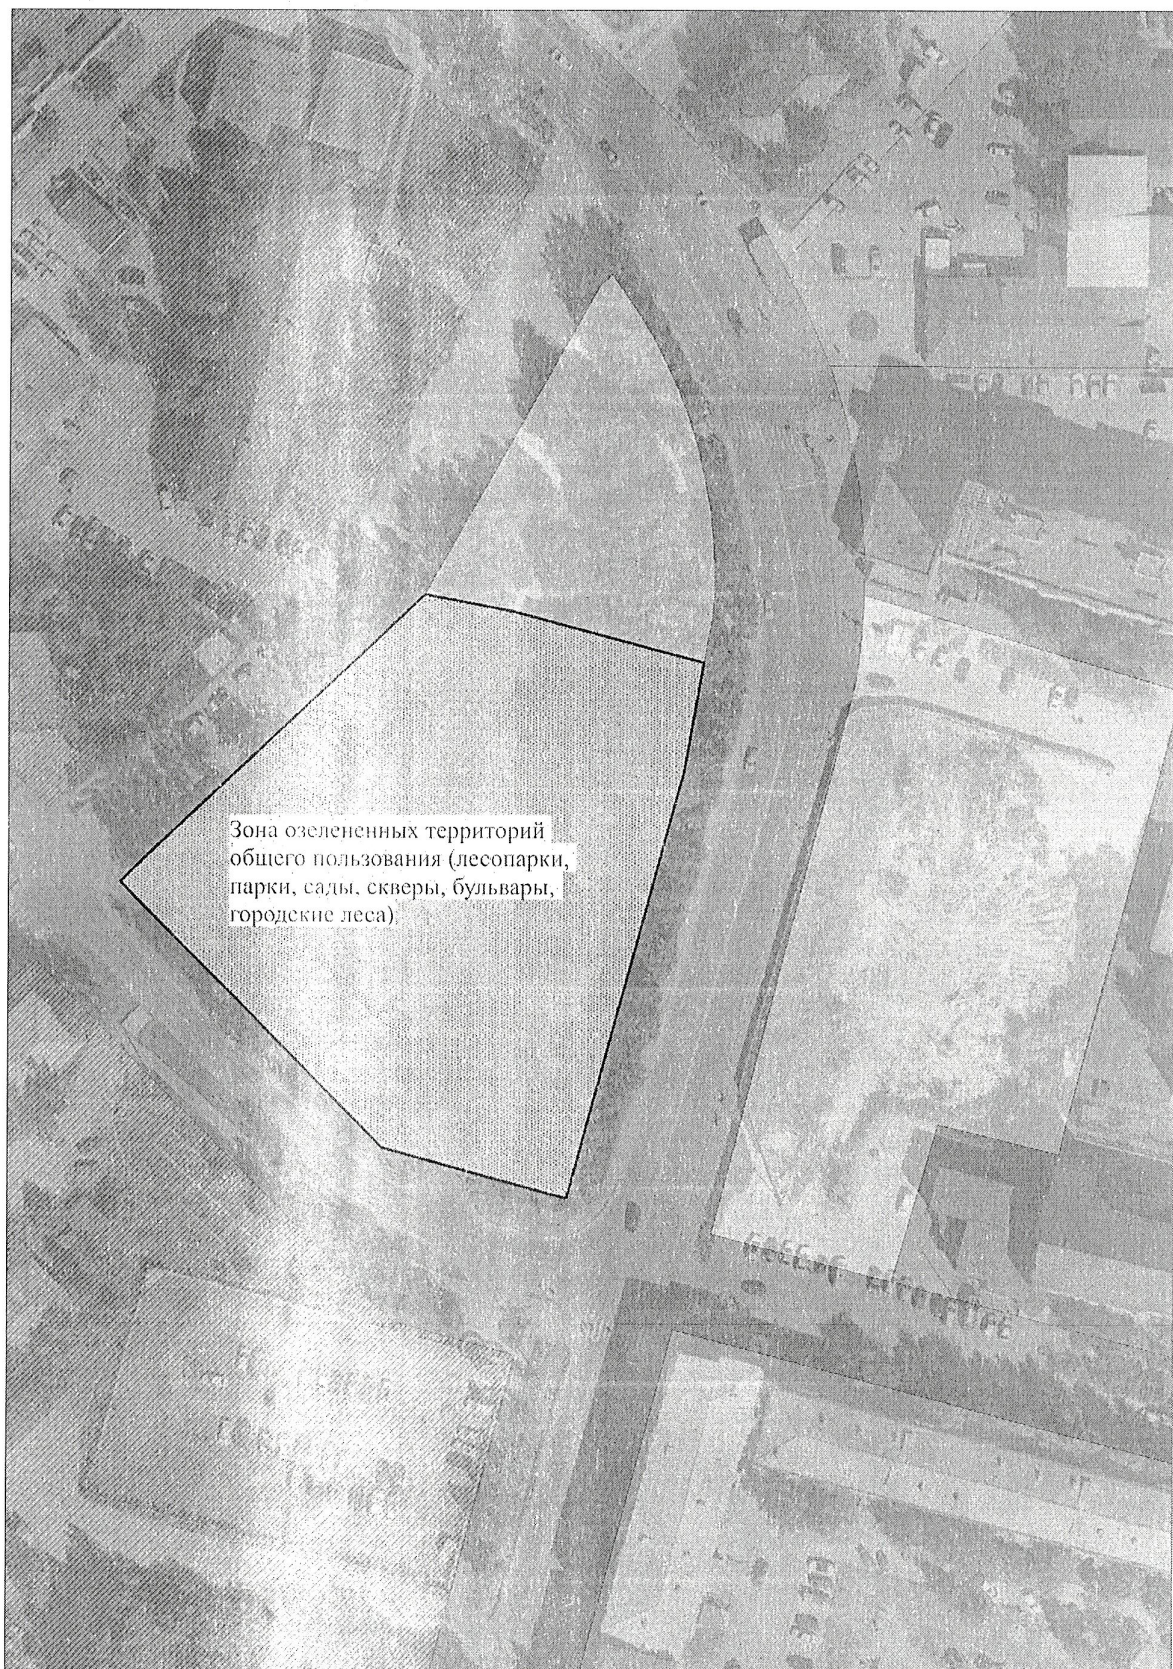 Зона озелененных территорий
общего пользования (лесопарки,
парки, сады, скверы, бульвары,
городские леса)